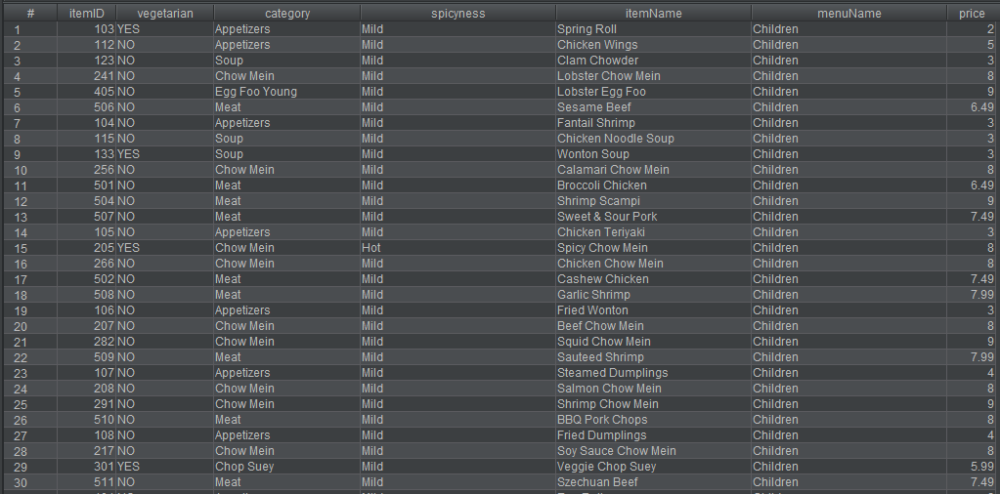 # itemID vegetarian category spicyness itemName menuName price
1 103 YES Appetizers Mild Spring Roll Children 2
2 112 NO Appetizers Mild Chicken Wings Children 5
3 123 NO Soup Mild Clam Chowder Children 3
4 241 NO Chow Mein Mild Lobster Chow Mein Children 8
5 405 NO Egg Foo Young Mild Lobster Egg Foo Children 9
6 506 NO Meat Mild Sesame Beef Children 6.49
7 104 NO Appetizers Mild Fantail Shrimp Children 3
8 115 NO Soup Mild Chicken Noodle Soup Children 3
9 133 YES Soup Mild Wonton Soup Children 3
10 256 NO Chow Mein Mild Calamari Chow Mein Children 8
11 501 NO Meat Mild Broccoli Chicken Children 6.49
12 504 NO Meat Mild Shrimp Scampi Children 9
13 507 NO Meat Mild Sweet & Sour Pork Children 7.49
14 105 NO Appetizers Mild Chicken Teriyaki Children 3
15 205 YES Chow Mein Hot Spicy Chow Mein Children 8
16 266 NO Chow Mein Mild Chicken Chow Mein Children 8
17 502 NO Meat Mild Cashew Chicken Children 7.49
18 508 NO Meat Mild Garlic Shrimp Children 7.99
19 106 NO Appetizers Mild Fried Wonton Children 3
20 207 NO Chow Mein Mild Beef Chow Mein Children 8
21 282 NO Chow Mein Mild Squid Chow Mein Children 9
22 509 NO Meat Mild Sauteed Shrimp Children 7.99
23 107 NO Appetizers Mild Steamed Dumplings Children 4
24 208 NO Chow Mein Mild Salmon Chow Mein Children 8
25 291 NO Chow Mein Mild Shrimp Chow Mein Children 9
26 510 NO Meat Mild BBQ Pork Chops Children 8
27 108 NO Appetizers Mild Fried Dumplings Children 4
28 217 NO Chow Mein Mild Soy Sauce Chow Mein Children 8
29 301 YES Chop Suey Mild Veggie Chop Suey Children 5.99
30 511 NO Meat Mild Szechuan Beef Children 7.49